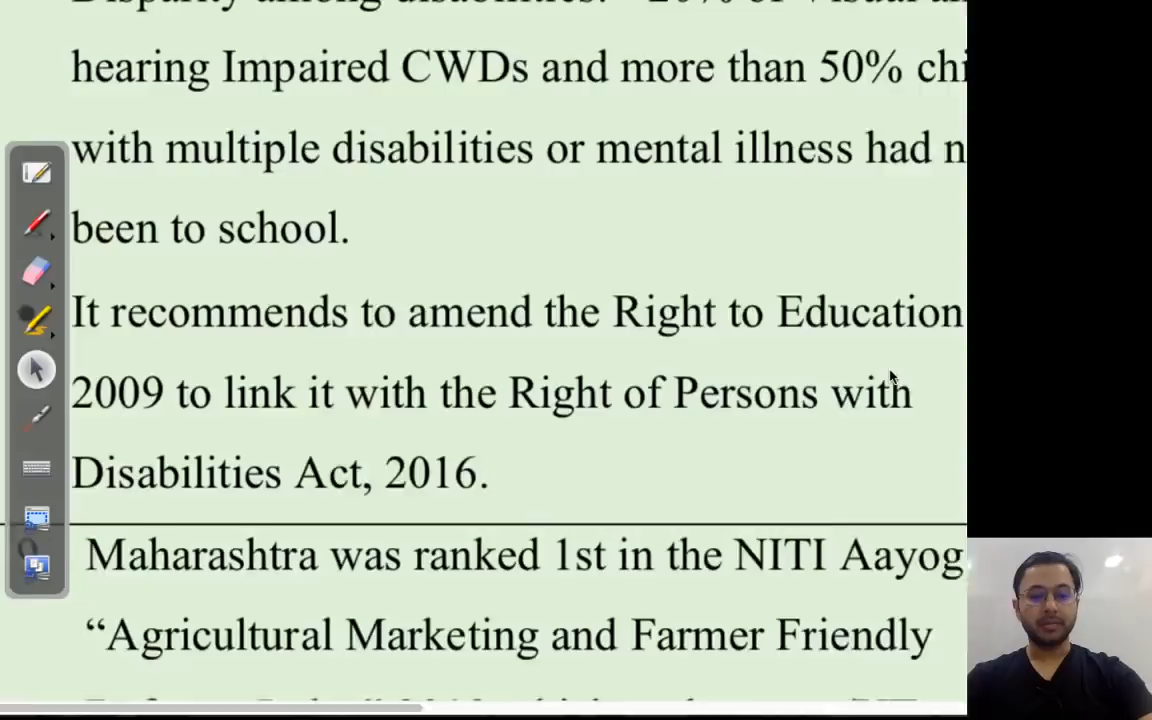 hearing Impaired CWDs and more than 50%
with multiple disabilities or mental illness had
been to school.
It recommends to amend the Right to Education
2009 to link it with the Right of Persons with
Disabilities Act, 2016.
Maharashtra was ranked 1st in the NITI Aayog
“Agricultural Marketing and Farmer Friendly